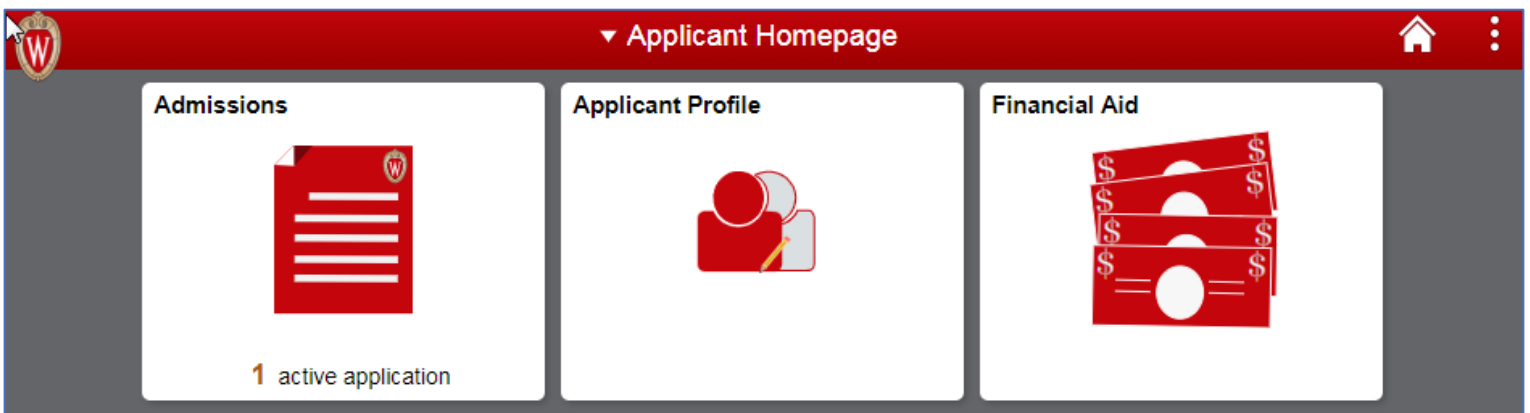 W
▼ Applicant Homepage
Admissions
W
1 active application
Applicant Profile
Financial Aid
$ $
$ $
$ $
$ $